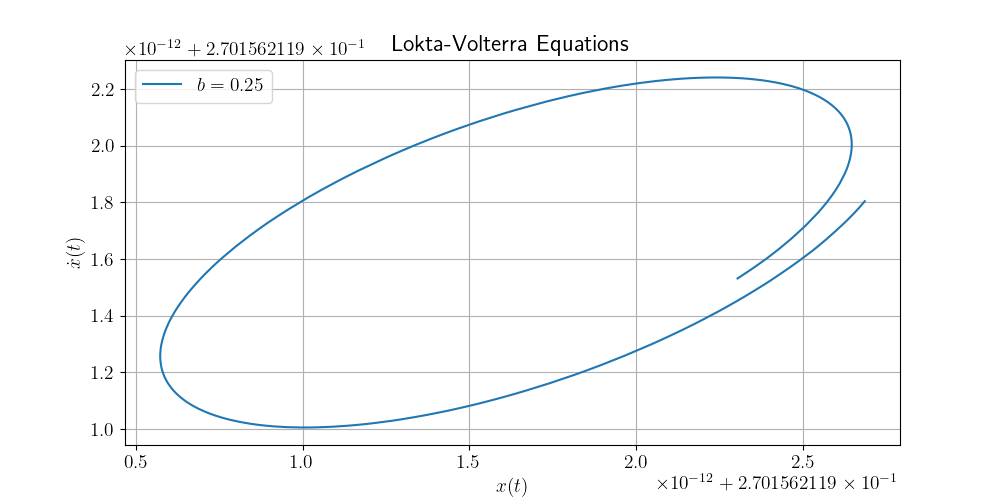 ×10⁻¹² + 2.701562119 × 10⁻¹
Lokta-Volterra Equations
b = 0.25
2.2
2.0
1.8
1.6
1.4
1.2
1.0
ẋ(t)
0.5 1.0 1.5 2.0 2.5
x(t)
×10⁻¹² + 2.701562119 × 10⁻¹